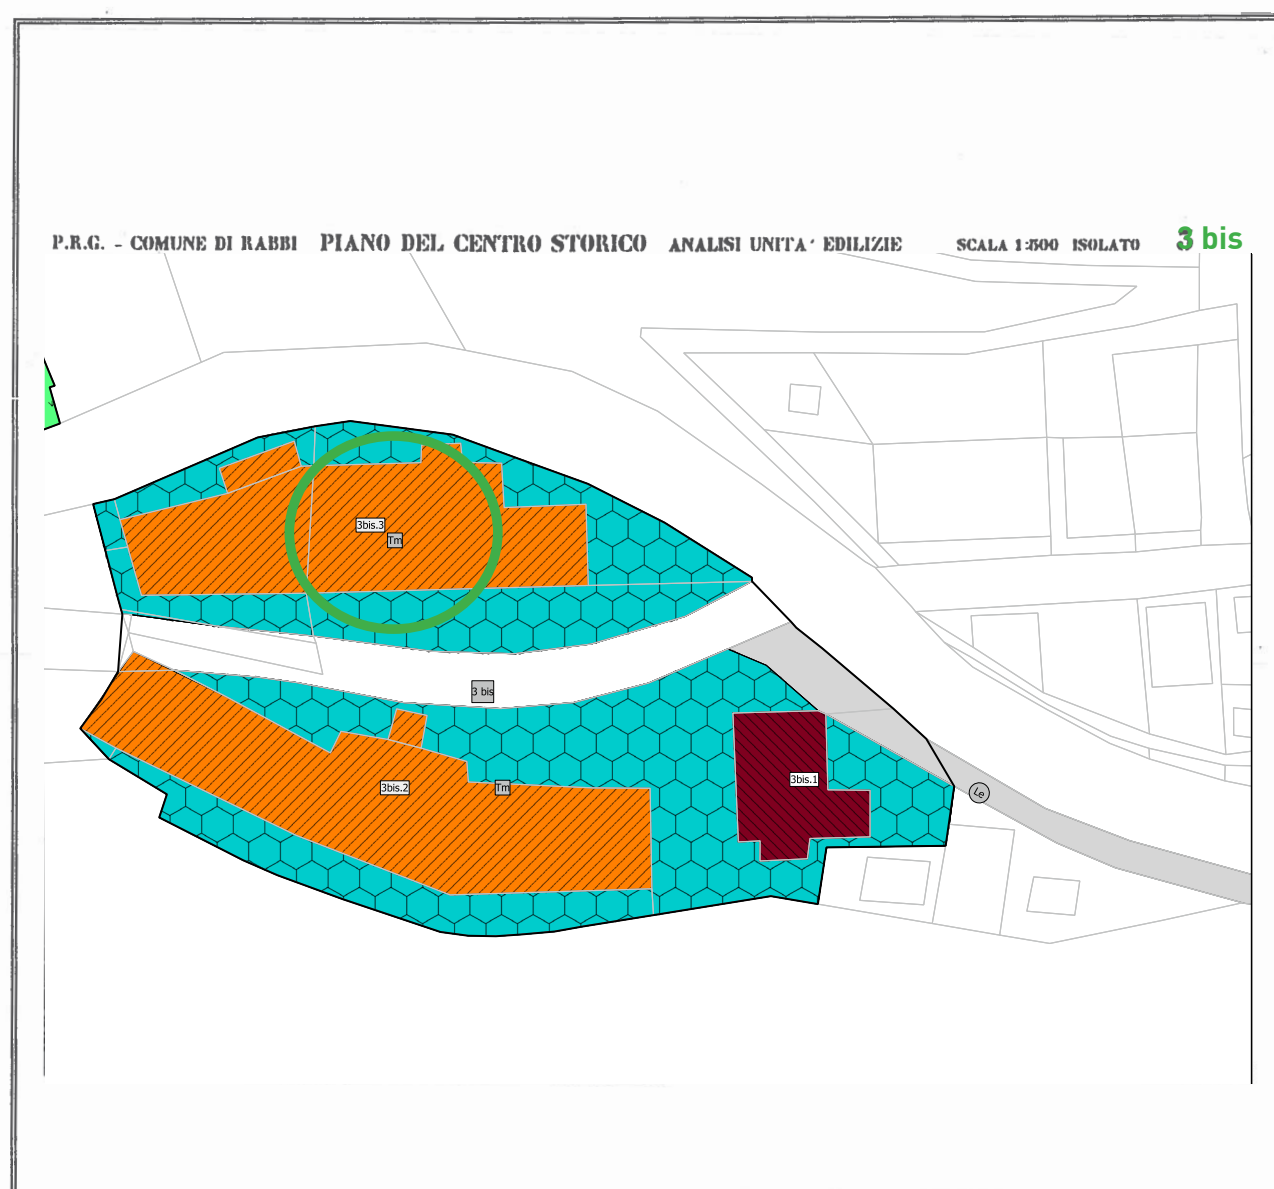 P.R.G. - COMUNE DI RABBI PIANO DEL CENTRO STORICO ANALISI UNITA' EDILIZIE SCALA 1:500 ISOLATO 3 bis
3bis.3
Tm
3 bis
3bis.1
3bis.2
Tm
Le